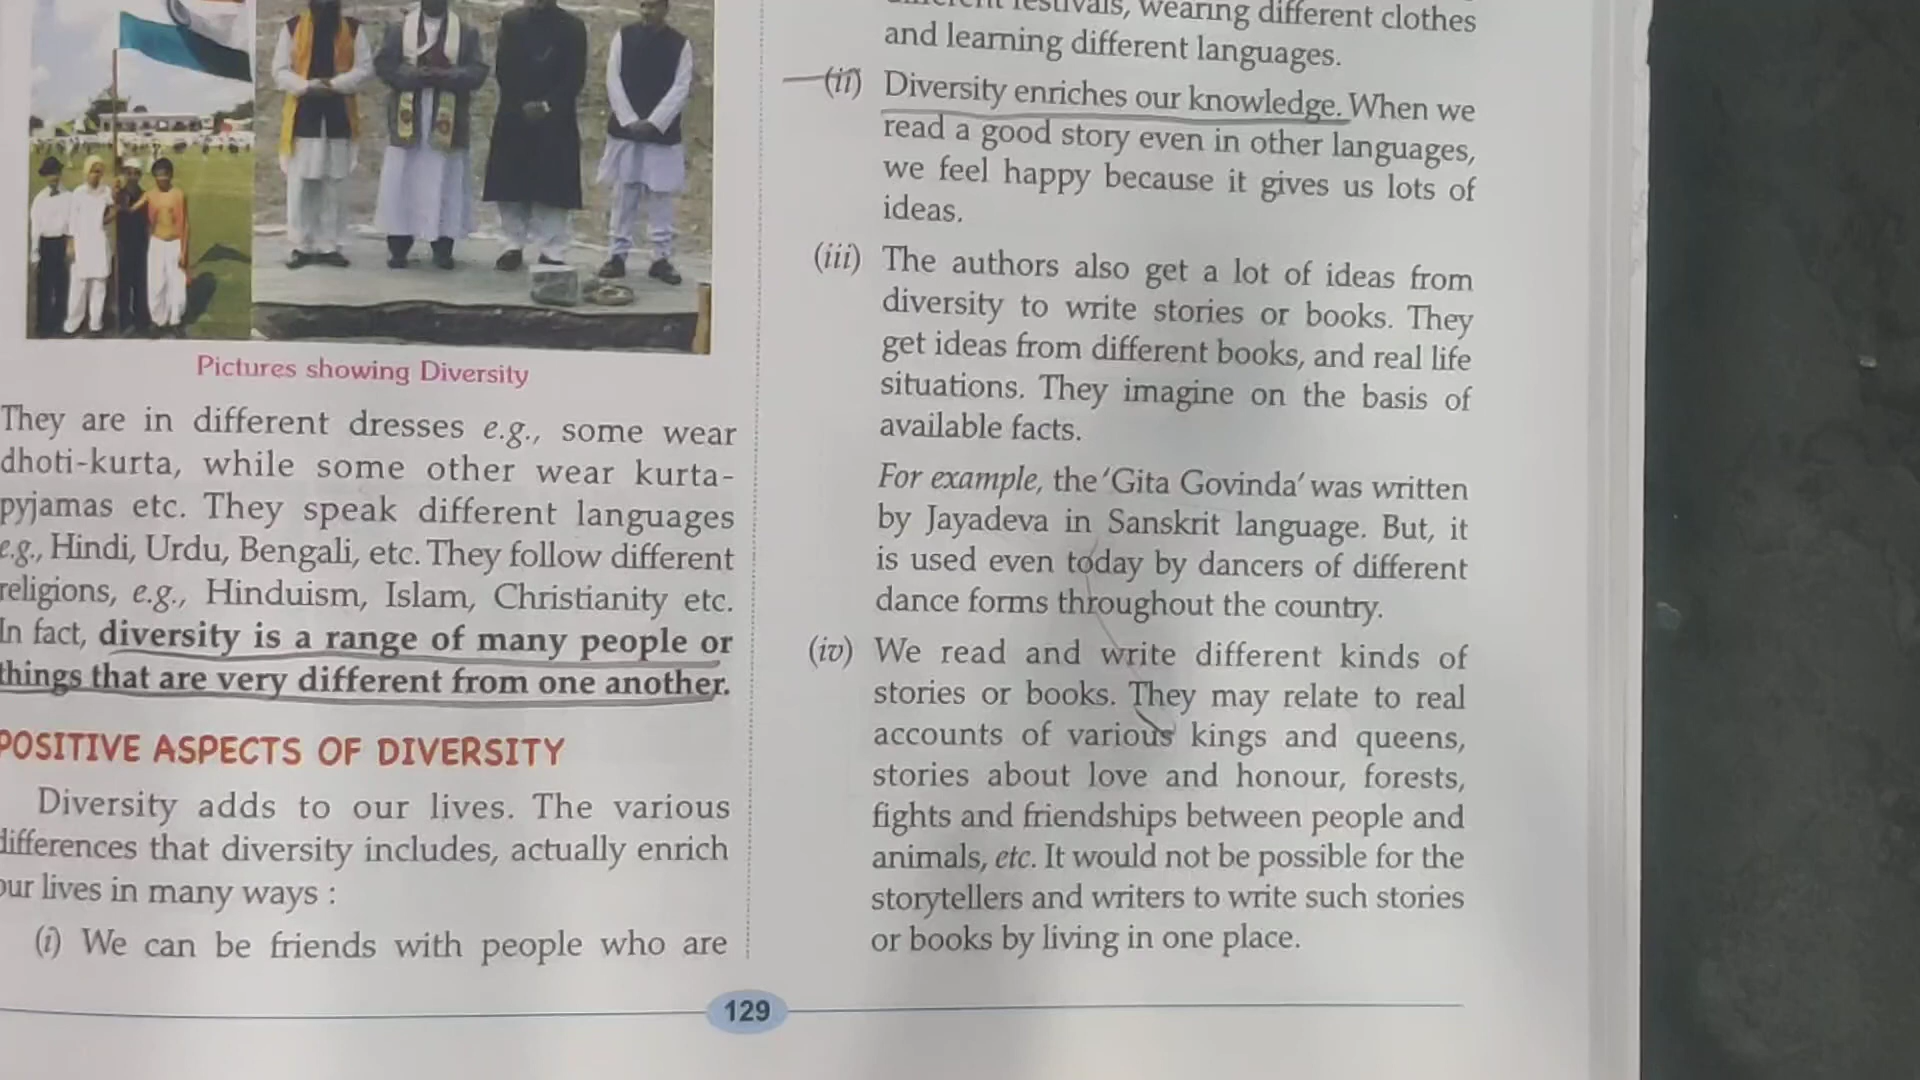 Pictures showing Diversity
They are in different dresses e.g., some wear
dhoti-kurta, while some other wear kurta-
pyjamas etc. They speak different languages
e.g., Hindi, Urdu, Bengali, etc. They follow different
religions, e.g., Hinduism, Islam, Christianity etc.
In fact, diversity is a range of many people or
things that are very different from one another.
POSITIVE ASPECTS OF DIVERSITY
Diversity adds to our lives. The various
differences that diversity includes, actually enrich
our lives in many ways :
(i) We can be friends with people who are
festivals, wearing different clothes
and learning different languages.
(ii) Diversity enriches our knowledge. When we
read a good story even in other languages,
we feel happy because it gives us lots of
ideas.
(iii) The authors also get a lot of ideas from
diversity to write stories or books. They
get ideas from different books, and real life
situations. They imagine on the basis of
available facts.
For example, the 'Gita Govinda' was written
by Jayadeva in Sanskrit language. But, it
is used even today by dancers of different
dance forms throughout the country.
(iv) We read and write different kinds of
stories or books. They may relate to real
accounts of various kings and queens,
stories about love and honour, forests,
fights and friendships between people and
animals, etc. It would not be possible for the
storytellers and writers to write such stories
or books by living in one place.
129